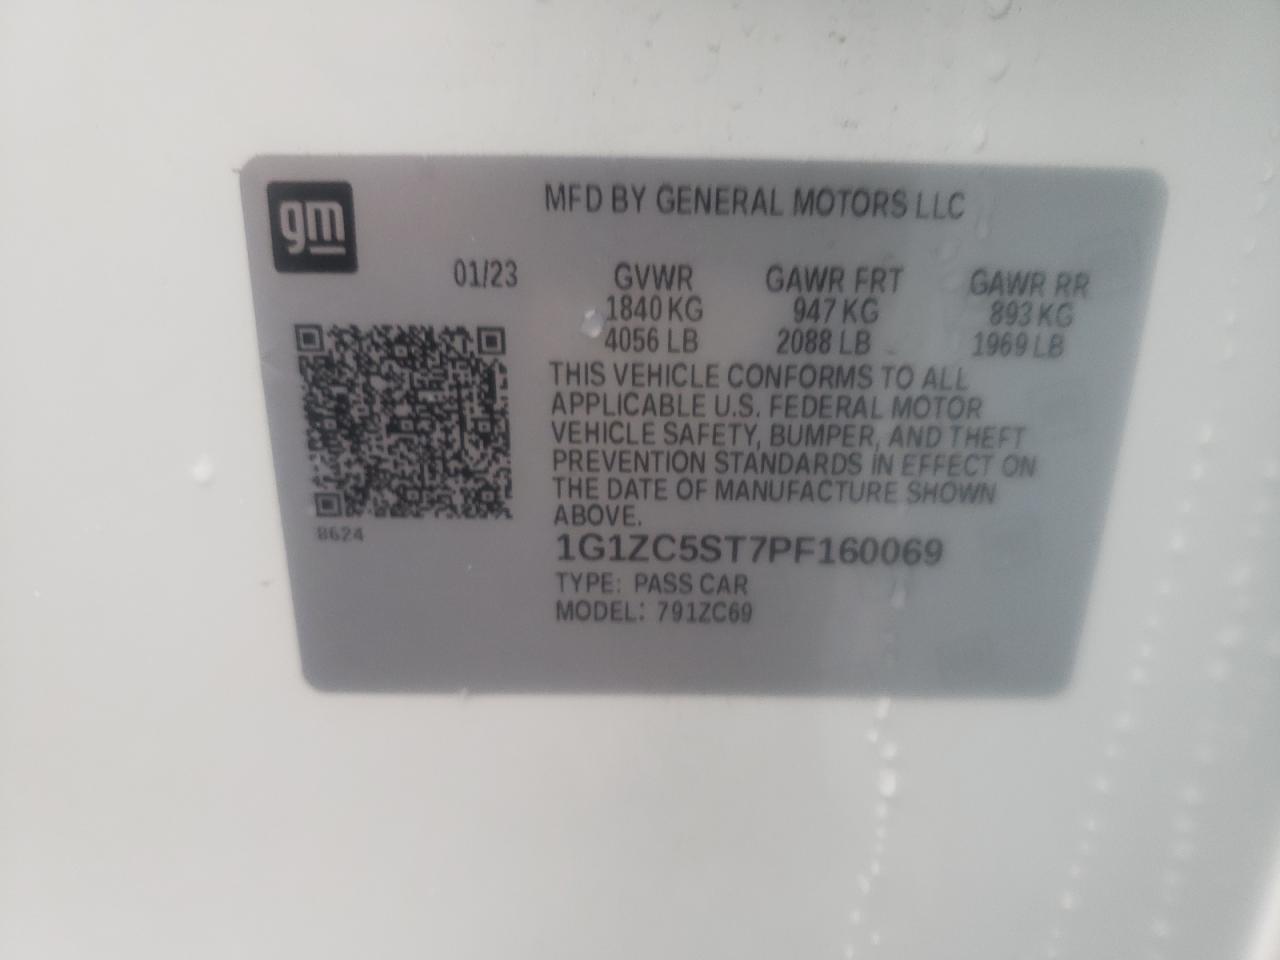 gm
MFD BY GENERAL MOTORS LLC
01/23 GVWR GAWR FRT GAWR RR
1840 KG 947 KG 893 KG
4056 LB 2088 LB 1969 LB
THIS VEHICLE CONFORMS TO ALL
APPLICABLE U.S. FEDERAL MOTOR
VEHICLE SAFETY, BUMPER, AND THEFT
PREVENTION STANDARDS IN EFFECT ON
THE DATE OF MANUFACTURE SHOWN
ABOVE.
8624
1G1ZC5ST7PF160069
TYPE: PASS CAR
MODEL: 791ZC69